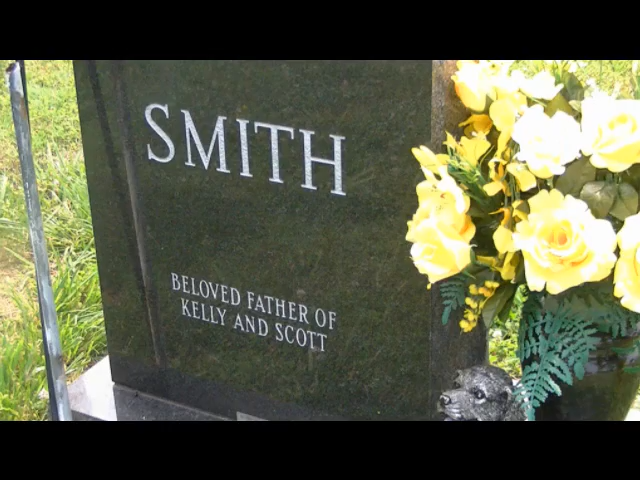 SMITH
BELOVED FATHER OF
KELLY AND SCOTT